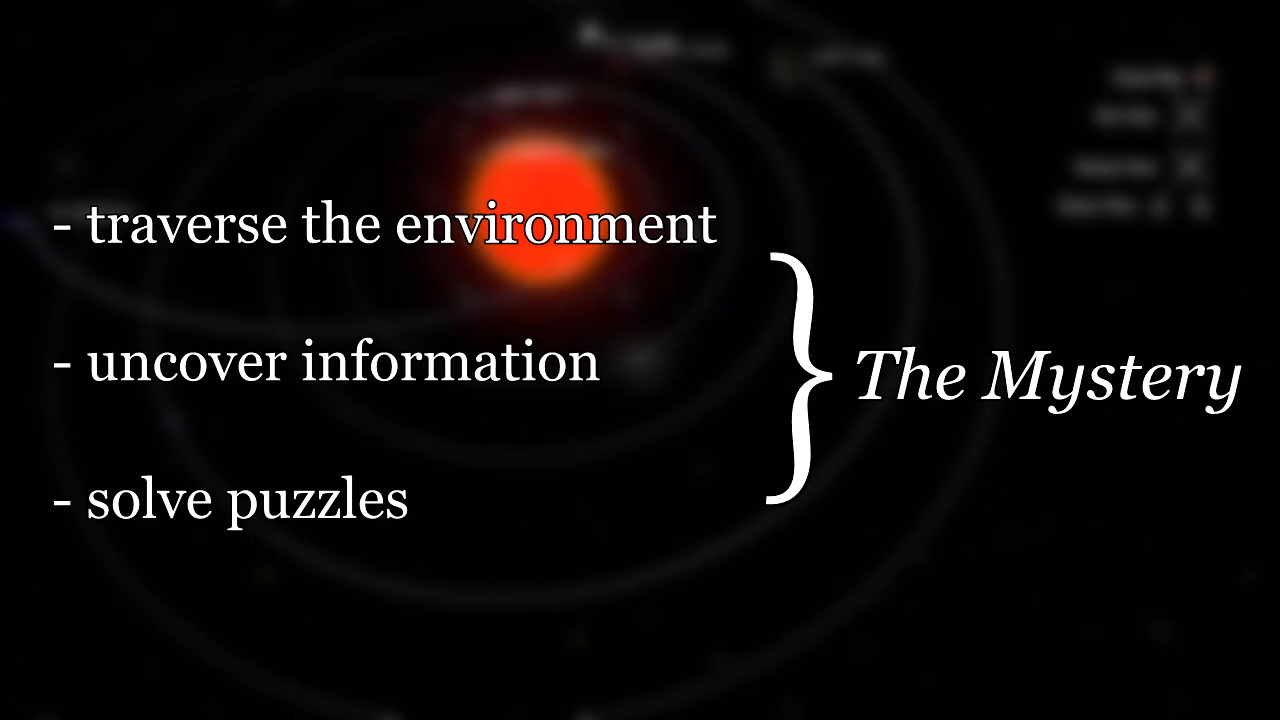 - traverse the environment
- uncover information
- solve puzzles
The Mystery